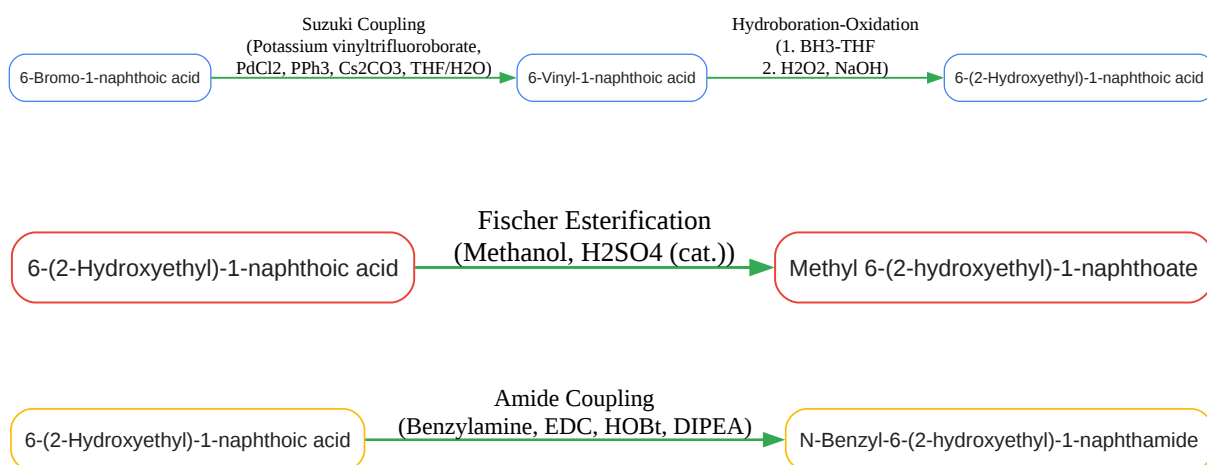 Suzuki Coupling
(Potassium vinyltrifluoroborate,
PdCl2, PPh3, Cs2CO3, THF/H2O)
Hydroboration-Oxidation
(1. BH3-THF
2. H2O2, NaOH)
6-Bromo-1-naphthoic acid
6-Vinyl-1-naphthoic acid
6-(2-Hydroxyethyl)-1-naphthoic acid
Fischer Esterification
(Methanol, H2SO4 (cat.))
6-(2-Hydroxyethyl)-1-naphthoic acid
Methyl 6-(2-hydroxyethyl)-1-naphthoate
Amide Coupling
(Benzylamine, EDC, HOBt, DIPEA)
6-(2-Hydroxyethyl)-1-naphthoic acid
N-Benzyl-6-(2-hydroxyethyl)-1-naphthamide